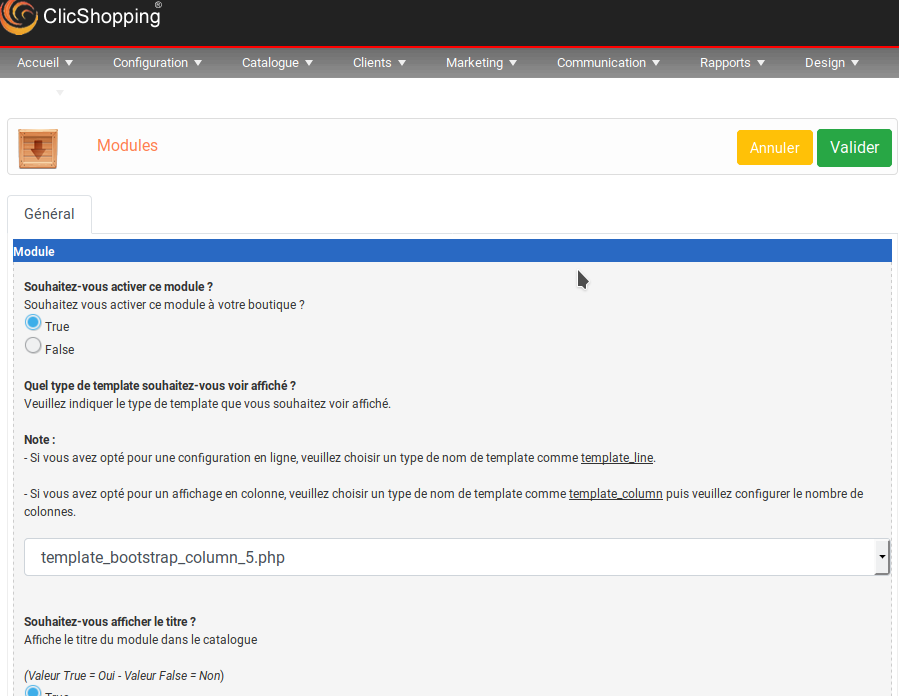 ClicShopping®
Accueil ▼ Configuration ▼ Catalogue ▼ Clients ▼ Marketing ▼ Communication ▼ Rapports ▼ Design ▼
Modules Annuler Valider
Général
Module
Souhaitez-vous activer ce module ?
Souhaitez vous activer ce module à votre boutique ?
True
False
Quel type de template souhaitez-vous voir affiché ?
Veuillez indiquer le type de template que vous souhaitez voir affiché.
Note :
- Si vous avez opté pour une configuration en ligne, veuillez choisir un type de nom de template comme template_line.
- Si vous avez opté pour un affichage en colonne, veuillez choisir un type de nom de template comme template_column puis veuillez configurer le nombre de
colonnes.
template_bootstrap_column_5.php
Souhaitez-vous afficher le titre ?
Affiche le titre du module dans le catalogue
(Valeur True = Oui - Valeur False = Non)
True